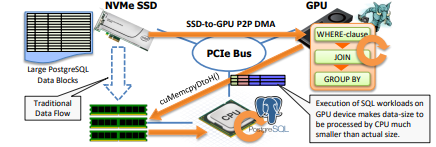 NVMe SSD
GPU
SSD-to-GPU P2P DMA
WHERE-clause
JOIN
GROUP BY
PCIe Bus
Large PostgreSQL
Data Blocks
cuMemcpyDtoH()
Traditional
Data Flow
CPU
PostgreSQL
Execution of SQL workloads on
GPU device makes data-size to
be processed by CPU much
smaller than actual size.